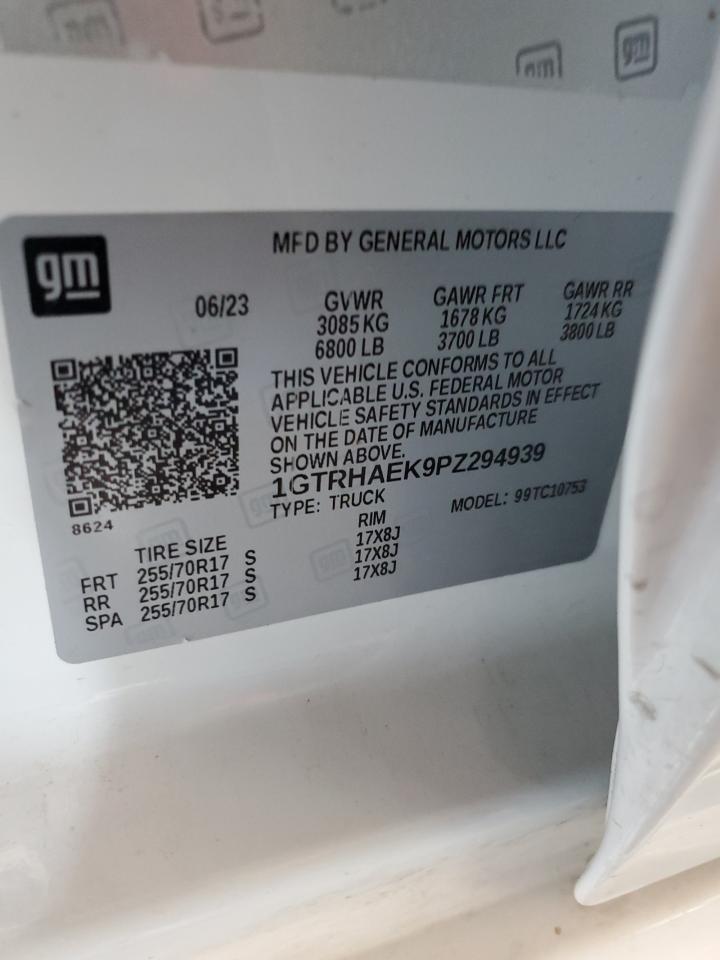 gm
gm
gm
MFD BY GENERAL MOTORS LLC
06/23
GVWR
3085 KG
6800 LB
GAWR FRT
1678 KG
3700 LB
GAWR RR
1724 KG
3800 LB
THIS VEHICLE CONFORMS TO ALL
APPLICABLE U.S. FEDERAL MOTOR
VEHICLE SAFETY STANDARDS IN EFFECT
ON THE DATE OF MANUFACTURE
SHOWN ABOVE.
1GTRHAEK9PZ294939
TYPE: TRUCK
MODEL: 99TC10753
8624
TIRE SIZE RIM
FRT 255/70R17 S 17X8J
RR 255/70R17 S 17X8J
SPA 255/70R17 S 17X8J